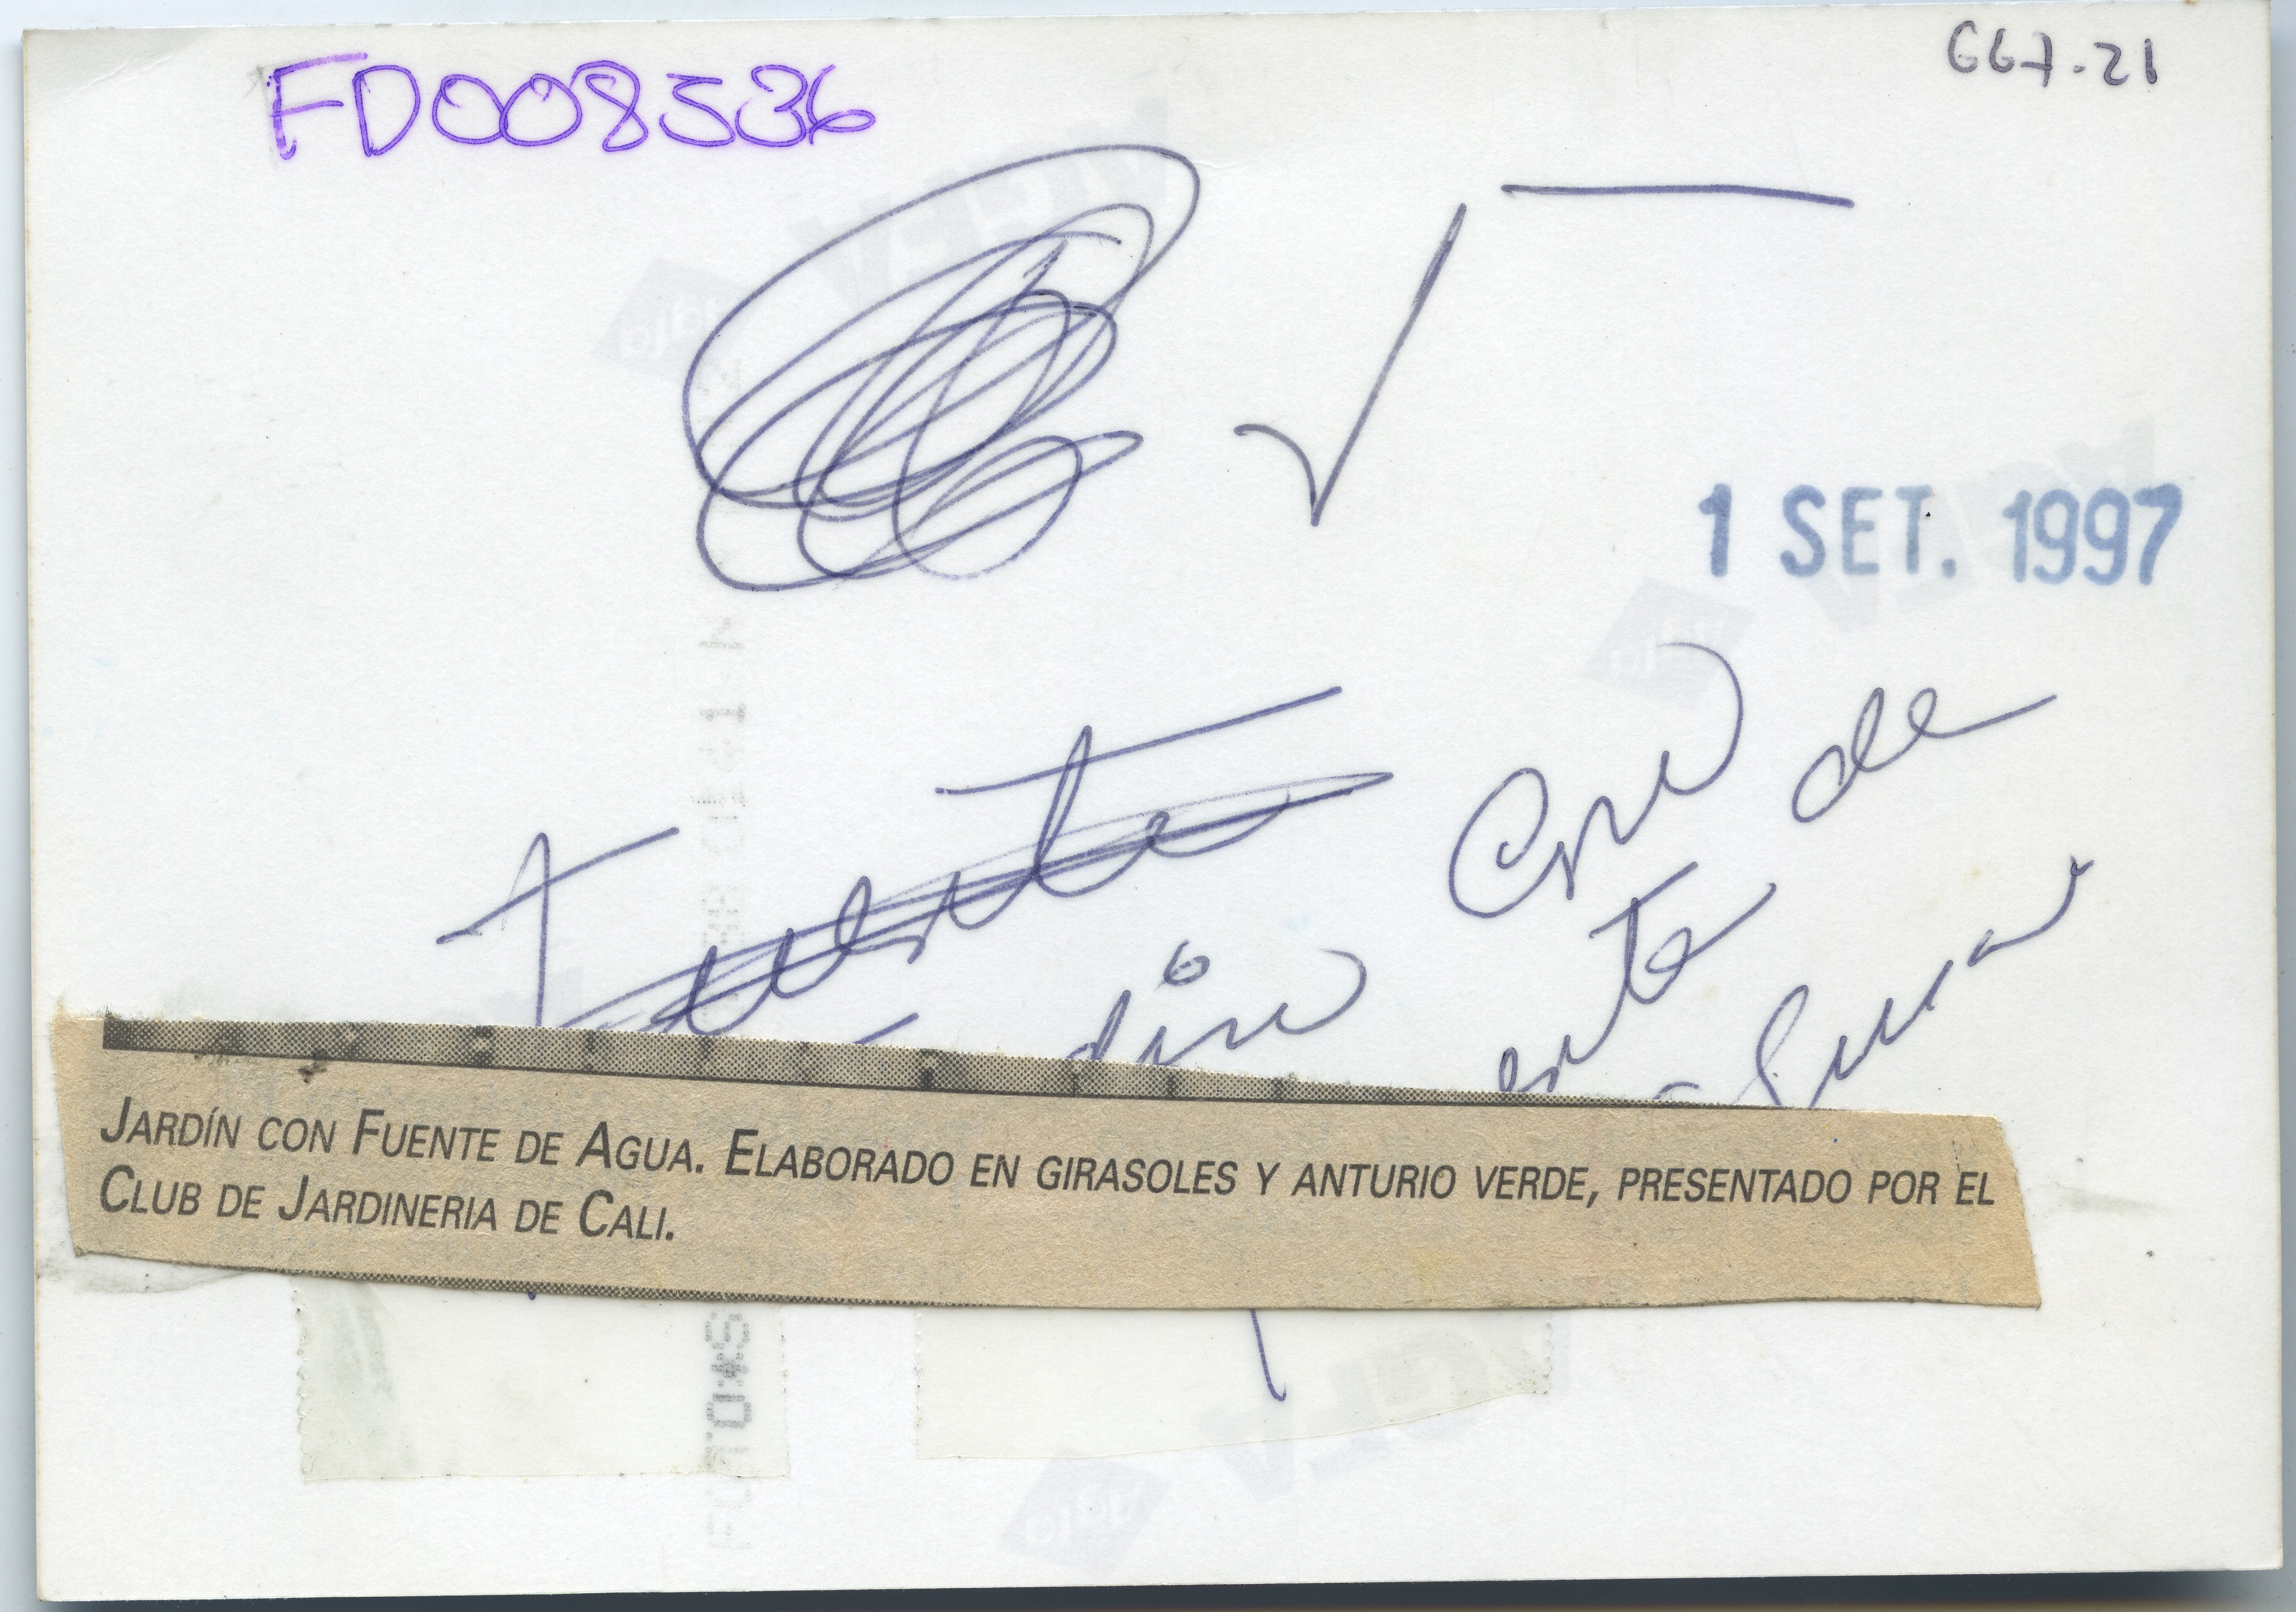 FD008536
667-21
1 SET. 1997
Fuente
Con
de
JARDÍN CON FUENTE DE AGUA. ELABORADO EN GIRASOLES Y ANTURIO VERDE, PRESENTADO POR EL
CLUB DE JARDINERIA DE CALI.